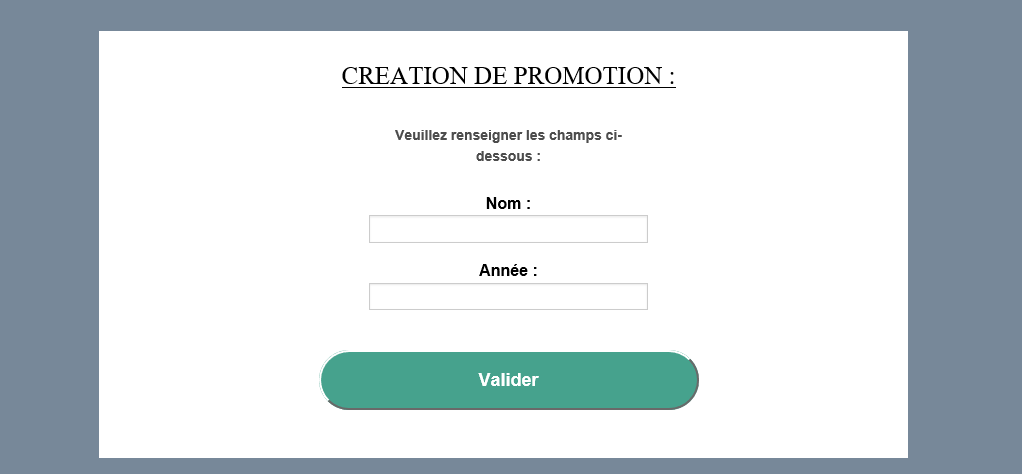 CREATION DE PROMOTION :
Veuillez renseigner les champs ci-
dessous :
Nom :
Année :
Valider